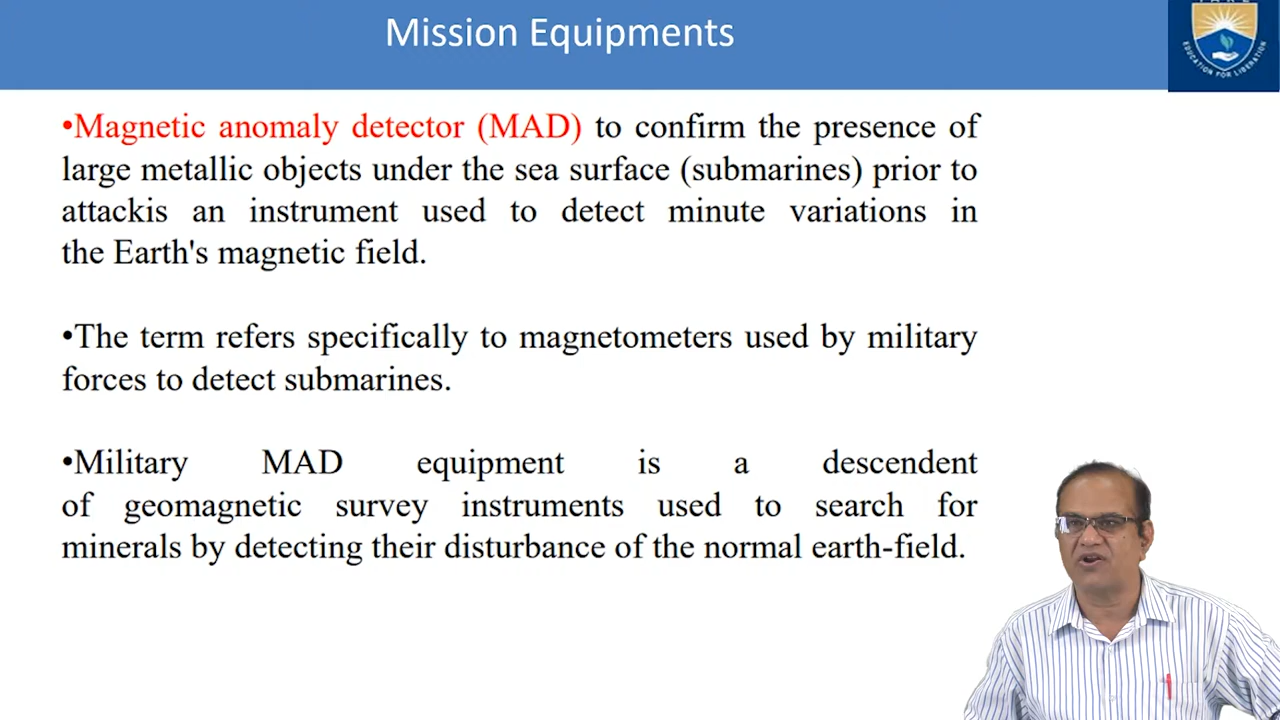 Mission Equipments
EDUCATION FOR LIBERATION
•Magnetic anomaly detector (MAD) to confirm the presence of
large metallic objects under the sea surface (submarines) prior to
attackis an instrument used to detect minute variations in
the Earth's magnetic field.
•The term refers specifically to magnetometers used by military
forces to detect submarines.
•Military MAD equipment is a descendent
of geomagnetic survey instruments used to search for
minerals by detecting their disturbance of the normal earth-field.